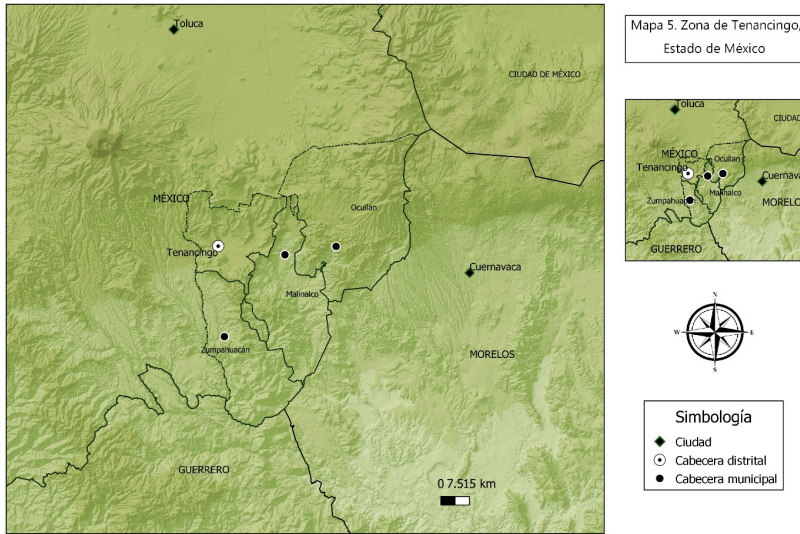 Toluca
CIUDAD DE MÉXICO
MÉXICO
Ocuilan
Tenancingo
Cuernavaca
Malinalco
Zumpahuacán
MORELOS
GUERRERO
0 7.515 km
Mapa 5. Zona de Tenancingo,
Estado de México
Toluca
CIUDAD
MÉXICO
Ocuilan
Tenancingo
Cuernava
Malinalco
Zumpahuacán
MORELO
GUERRERO
N
W E
S
Simbología
Ciudad
Cabecera distrital
Cabecera municipal